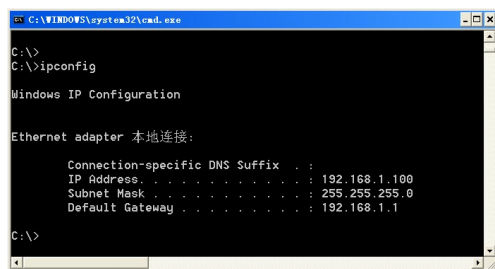 C:\WINDOWS\system32\cmd.exe
C:\>
C:\>ipconfig
Windows IP Configuration
Ethernet adapter 本地连接:
Connection-specific DNS Suffix . :
IP Address. . . . . . . . . . . . : 192.168.1.100
Subnet Mask . . . . . . . . . . . : 255.255.255.0
Default Gateway . . . . . . . . . : 192.168.1.1
C:\>